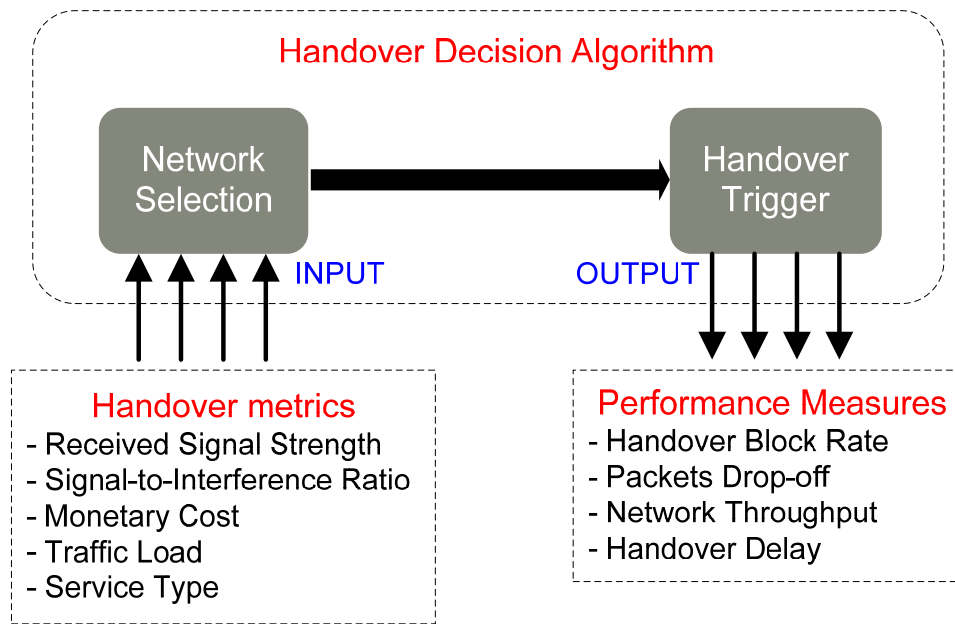 Handover Decision Algorithm
Network
Selection
Handover
Trigger
INPUT
OUTPUT
Handover metrics
- Received Signal Strength
- Signal-to-Interference Ratio
- Monetary Cost
- Traffic Load
- Service Type
Performance Measures
- Handover Block Rate
- Packets Drop-off
- Network Throughput
- Handover Delay